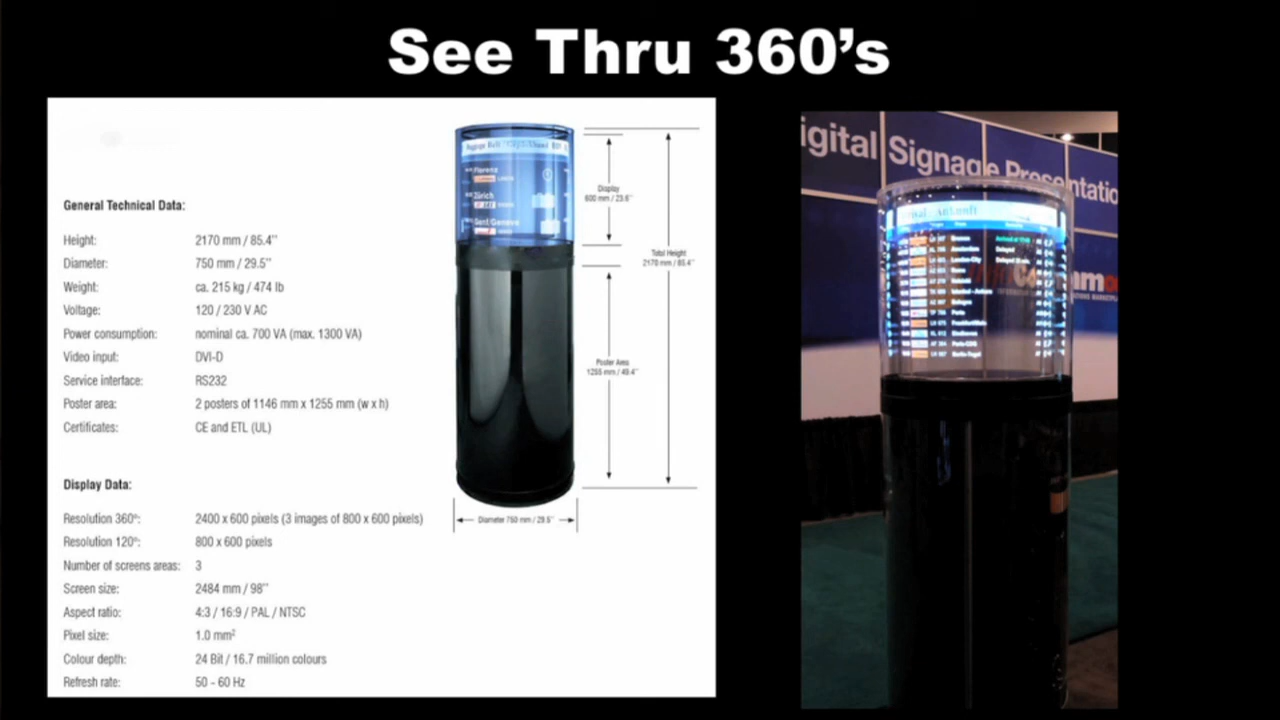 See Thru 360's
General Technical Data:
Height: 2170 mm / 85.4"
Diameter: 750 mm / 29.5"
Weight: ca. 215 kg / 474 lb
Voltage: 120 / 230 V AC
Power consumption: nominal ca. 700 VA (max. 1300 VA)
Video input: DVI-D
Service interface: RS232
Poster area: 2 posters of 1146 mm x 1255 mm (w x h)
Certificates: CE and ETL (UL)
Display Data:
Resolution 360°: 2400 x 600 pixels (3 images of 800 x 600 pixels)
Resolution 120°: 800 x 600 pixels
Number of screens areas: 3
Screen size: 2484 mm / 98"
Aspect ratio: 4:3 / 16:9 / PAL / NTSC
Pixel size: 1.0 mm²
Colour depth: 24 Bit / 16.7 million colours
Refresh rate: 50 - 60 Hz
Florenz
Zürich
Genf/Geneve
Display
600 mm / 23.6"
Total Height
2170 mm / 85.4"
Poster Area
1255 mm / 49.4"
Diameter 750 mm / 29.5"
igital Signage Presentatio
Ankunft